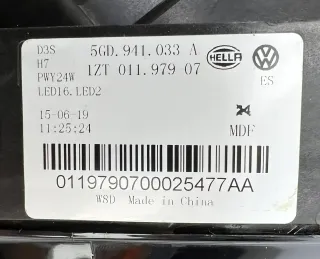 D3S 5GD.941.033 A HELLA
H7 1ZT 011.979 07
PWY24W ES
LED16.LED2
15-06-19
11:25:24 MDF
0119790700025477AA
WSD Made in China